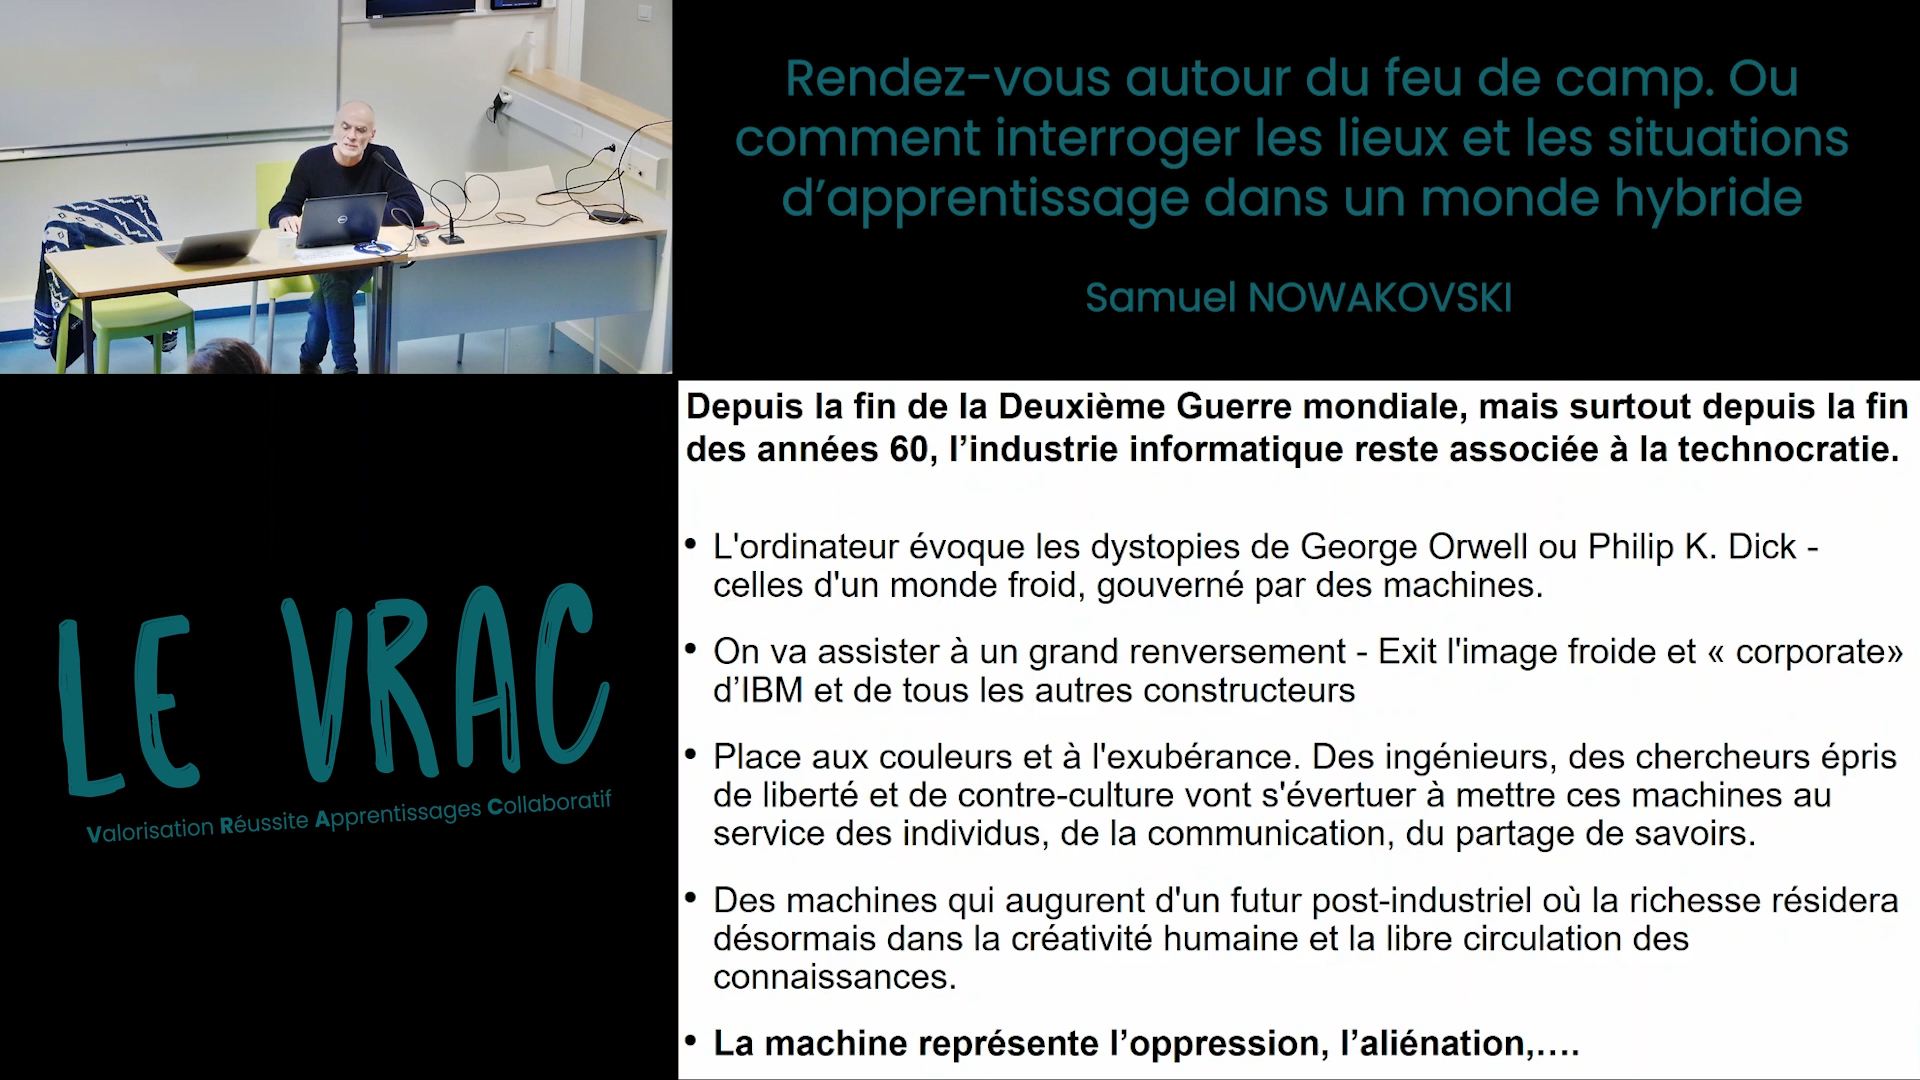 Rendez-vous autour du feu de camp. Ou
comment interroger les lieux et les situations
d’apprentissage dans un monde hybride
Samuel NOWAKOVSKI
Depuis la fin de la Deuxième Guerre mondiale, mais surtout depuis la fin
des années 60, l’industrie informatique reste associée à la technocratie.
• L'ordinateur évoque les dystopies de George Orwell ou Philip K. Dick -
celles d'un monde froid, gouverné par des machines.
• On va assister à un grand renversement - Exit l'image froide et « corporate»
d’IBM et de tous les autres constructeurs
• Place aux couleurs et à l'exubérance. Des ingénieurs, des chercheurs épris
de liberté et de contre-culture vont s'évertuer à mettre ces machines au
service des individus, de la communication, du partage de savoirs.
• Des machines qui augurent d'un futur post-industriel où la richesse résidera
désormais dans la créativité humaine et la libre circulation des
connaissances.
• La machine représente l’oppression, l’aliénation,….
LE VRAC
Valorisation Réussite Apprentissages Collaboratif